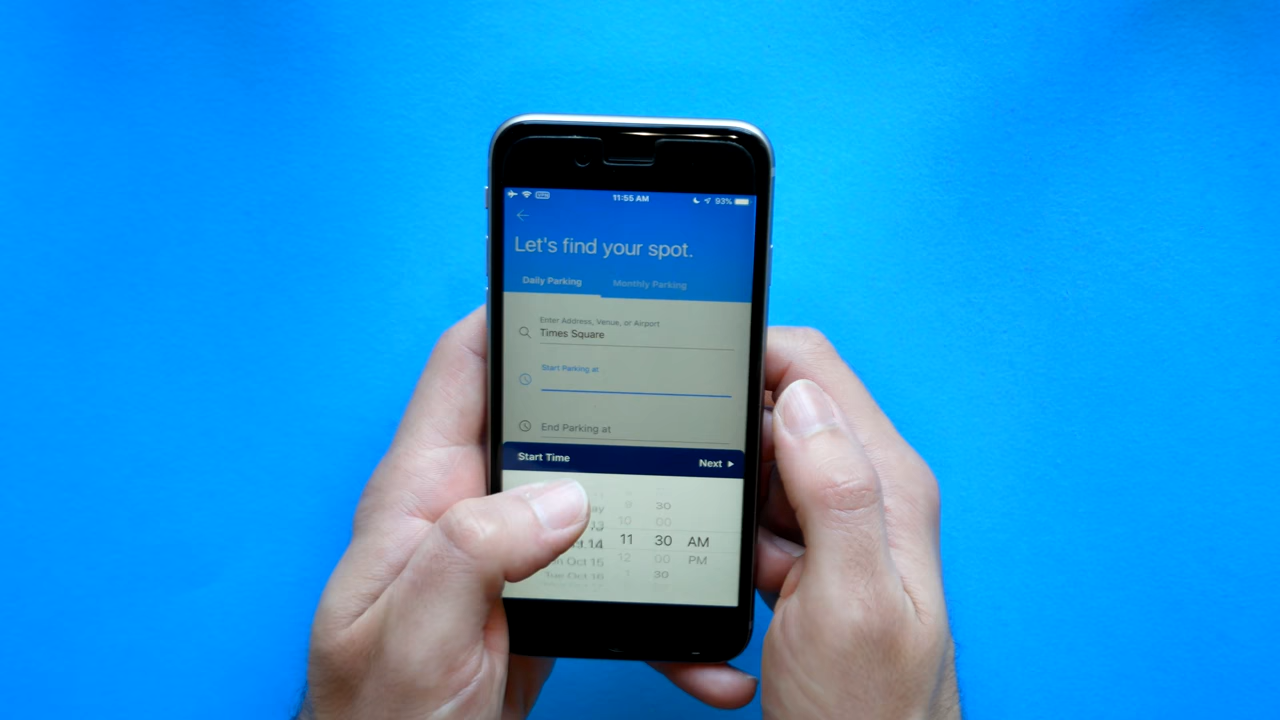 11:55 AM 93%
Let's find your spot.
Daily Parking Monthly Parking
Enter Address, Venue, or Airport
Times Square
Start Parking at
End Parking at
Start Time Next
9 30
13 10 00
14 11 30 AM
Oct 15 12 00 PM
Tue Oct 16 1 30